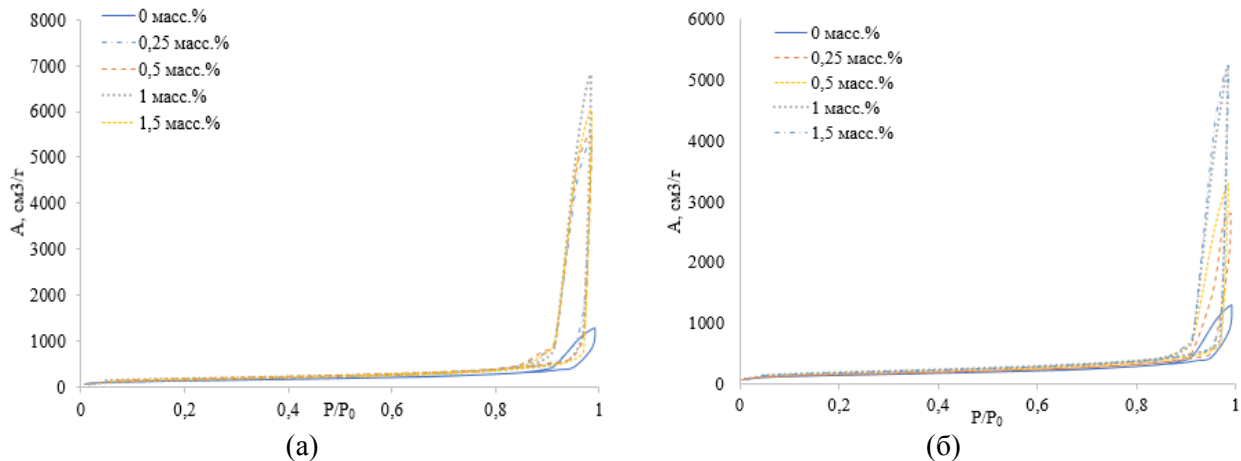 8000
7000
6000
5000
4000
3000
2000
1000
0
А, см3/г
0 масс.%
0,25 масс.%
0,5 масс.%
1 масс.%
1,5 масс.%
0
0,2
0,4
0,6
0,8
1
P/P₀
(а)
6000
5000
4000
3000
2000
1000
0
А, см3/г
0 масс.%
0,25 масс.%
0,5 масс.%
1 масс.%
1,5 масс.%
0
0,2
0,4
0,6
0,8
1
P/P₀
(б)